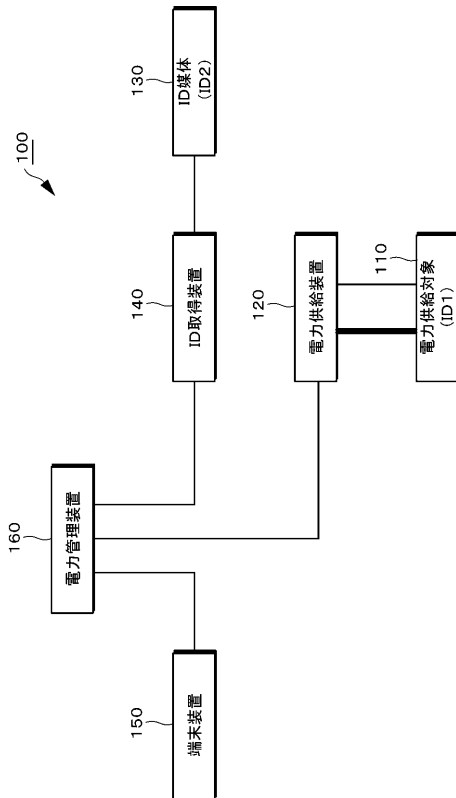 100
160
電力管理装置
150
端末装置
140
ID取得装置
130
ID媒体
(ID2)
120
電力供給装置
110
電力供給対象
(ID1)